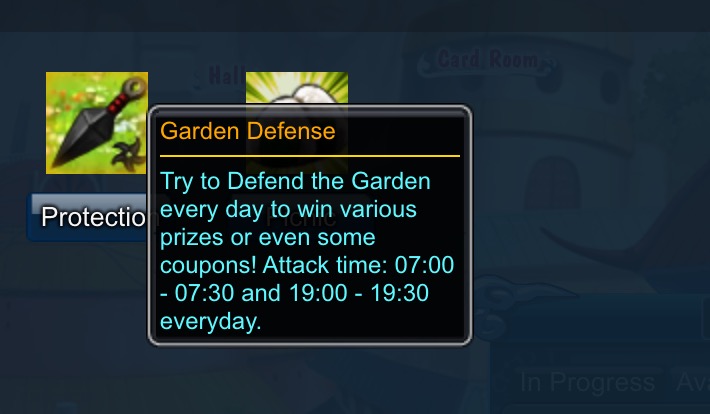 Hall
Card Room
Garden Defense
Try to Defend the Garden
every day to win various
prizes or even some
coupons! Attack time: 07:00
- 07:30 and 19:00 - 19:30
everyday.
Protectio
Picnic
In Progress